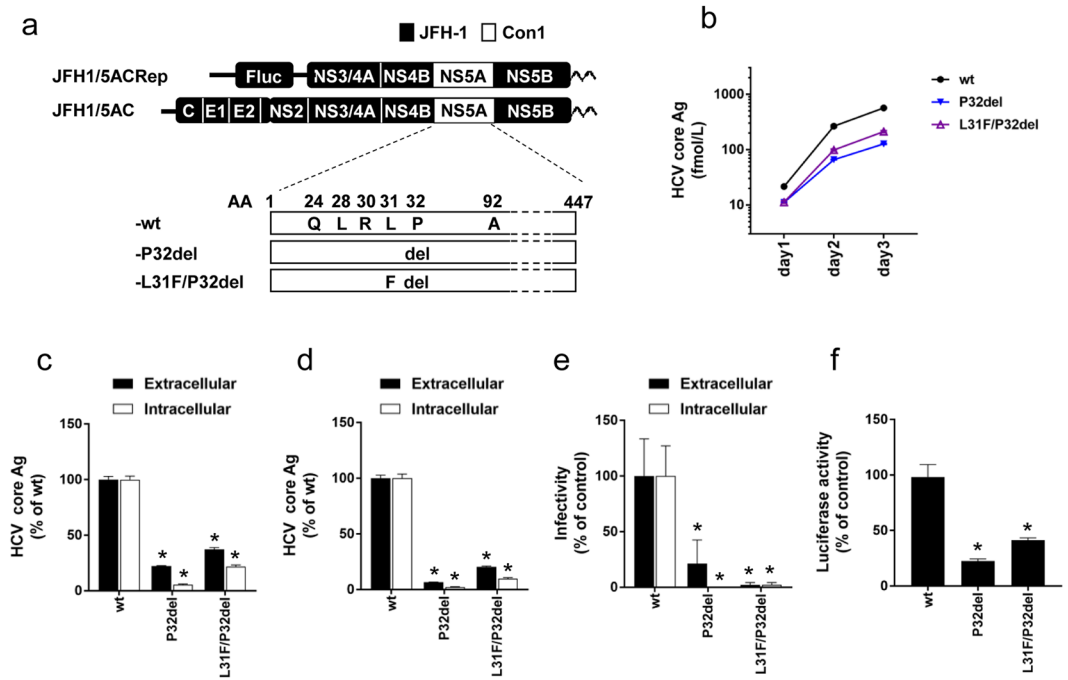 a
JFH-1 Con1
JFH1/5ACRep Fluc NS3/4A NS4B NS5A NS5B
JFH1/5AC C E1 E2 NS2 NS3/4A NS4B NS5A NS5B
AA 1 24 28 30 31 32 92 447
-wt Q L R L P A
-P32del del
-L31F/P32del F del
b
HCV core Ag
(fmol/L)
1000
100
10
day1 day2 day3
wt
P32del
L31F/P32del
c
Extracellular
Intracellular
HCV core Ag
(% of wt)
150
100
50
0
* * * *
wt P32del L31F/P32del
d
Extracellular
Intracellular
HCV core Ag
(% of wt)
150
100
50
0
* * * *
wt P32del L31F/P32del
e
Extracellular
Intracellular
Infectivity
(% of control)
150
100
50
0
* * * *
wt P32del L31F/P32del
f
Luciferase activity
(% of control)
150
100
50
0
* *
wt P32del L31F/P32del